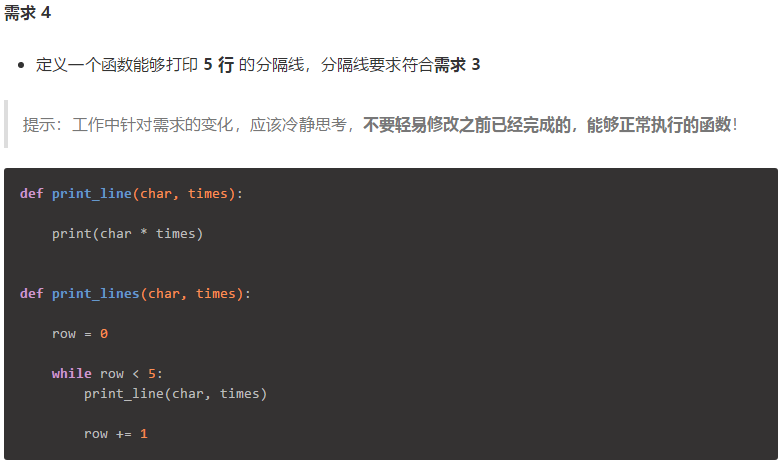 需求 4
定义一个函数能够打印 5 行 的分隔线，分隔线要求符合需求 3
提示：工作中针对需求的变化，应该冷静思考，不要轻易修改之前已经完成的，能够正常执行的函数！
def print_line(char, times):
    print(char * times)
def print_lines(char, times):
    row = 0
    while row < 5:
        print_line(char, times)
        row += 1